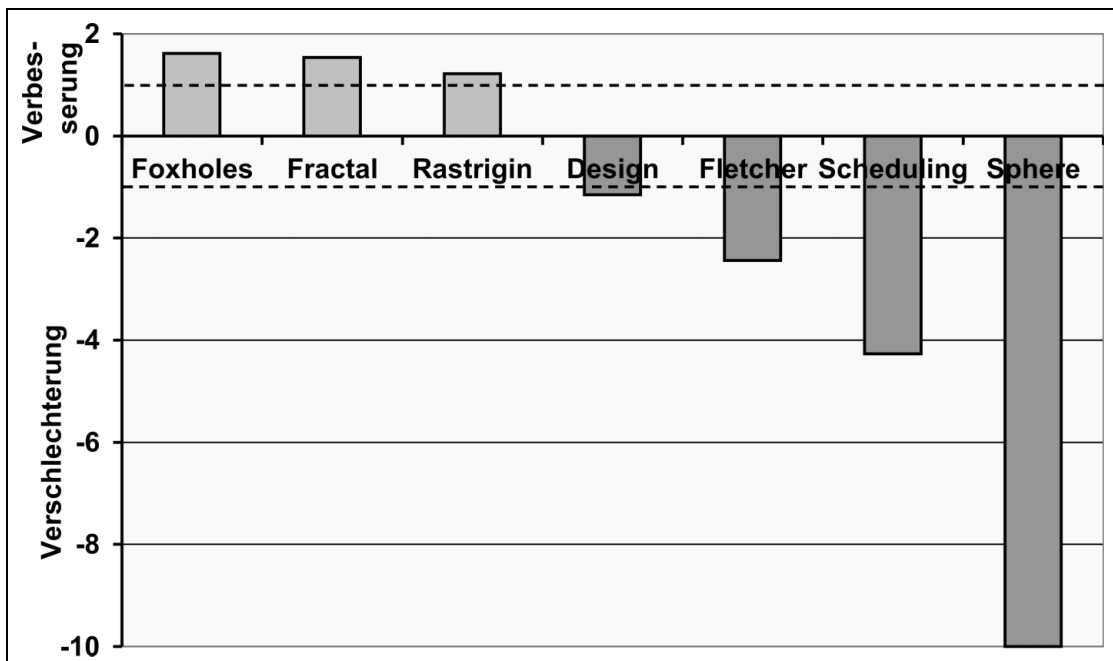 Verbes-
serung
Verschlechterung
2
0
-2
-4
-6
-8
-10
Foxholes Fractal Rastrigin Design Fletcher Scheduling Sphere